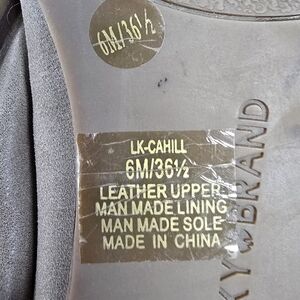 6M/36½
LK-CAHILL
6M/36½
LEATHER UPPER
MAN MADE LINING
MAN MADE SOLE
MADE IN CHINA
KY BRAND